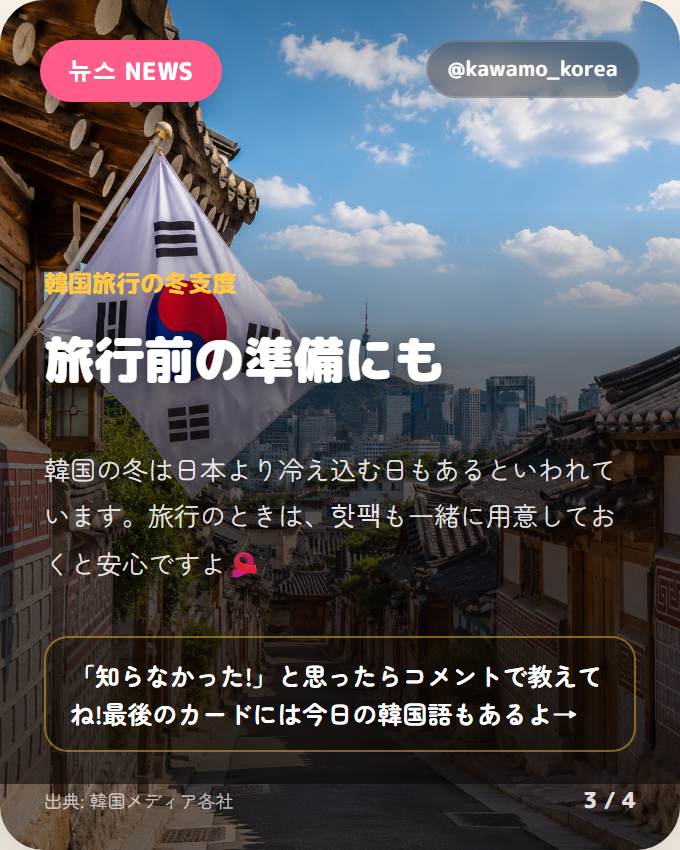 뉴스 NEWS
@kawamo_korea
韓国旅行の冬支度
旅行前の準備にも
韓国の冬は日本より冷え込む日もあるといわれて
います。旅行のときは、핫팩も一緒に用意してお
くと安心ですよ🧣
「知らなかった!」と思ったらコメントで教えて
ね!最後のカードには今日の韓国語もあるよ→
出典: 韓国メディア各社
3 / 4